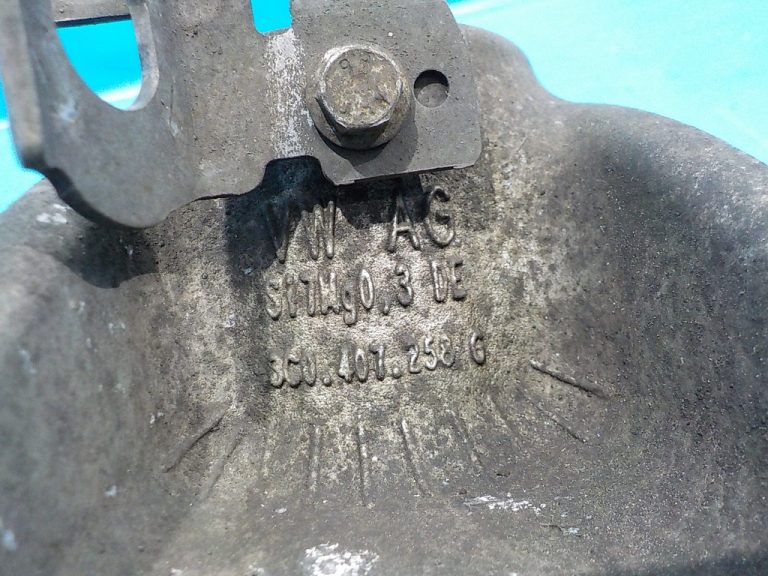 VW AG
Si7Mg0,3 DE
3C0.407.258 G